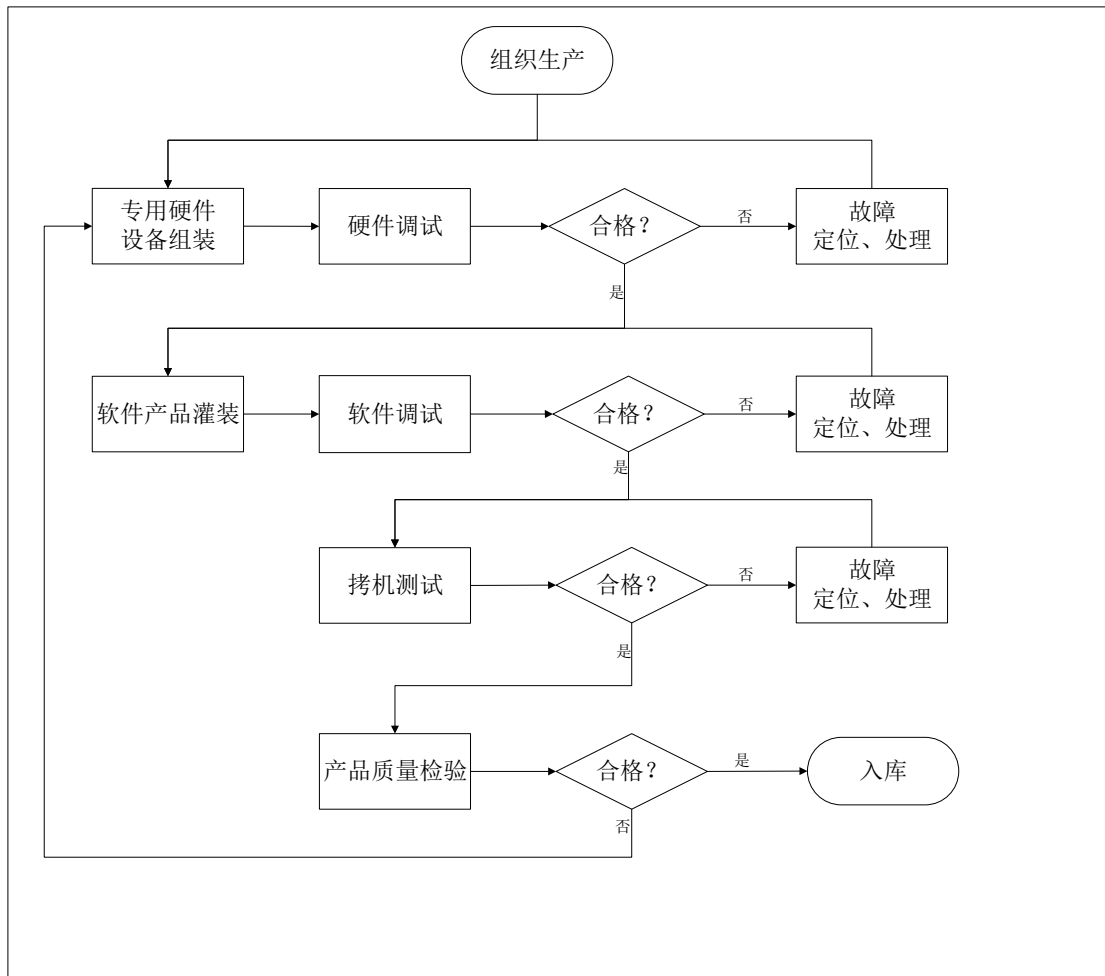 组织生产
专用硬件
设备组装
硬件调试
合格？
否
故障
定位、处理
是
软件产品灌装
软件调试
合格？
否
故障
定位、处理
是
拷机测试
合格？
否
故障
定位、处理
是
产品质量检验
合格？
是
入库
否